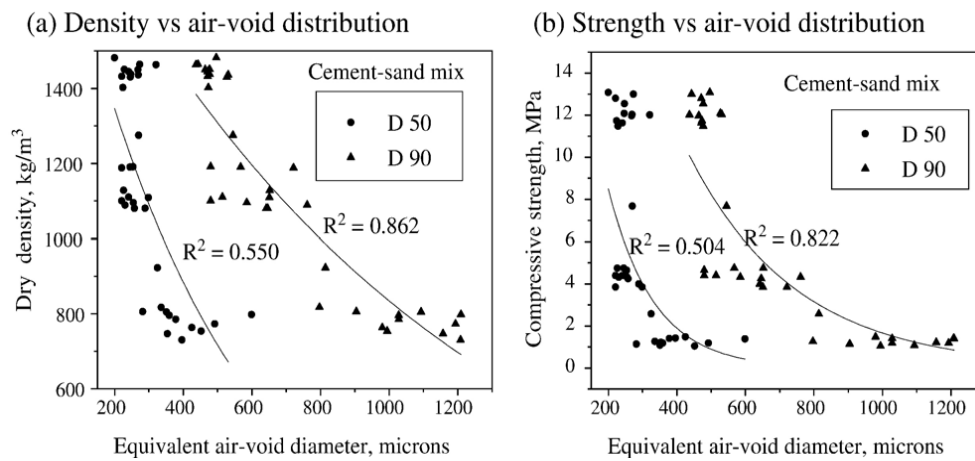 (a) Density vs air-void distribution
Cement-sand mix
D 50
D 90
R² = 0.862
R² = 0.550
Dry density, kg/m³
1400
1200
1000
800
600
200 400 600 800 1000 1200
Equivalent air-void diameter, microns
(b) Strength vs air-void distribution
Cement-sand mix
D 50
D 90
R² = 0.504
R² = 0.822
Compressive strength, MPa
14
12
10
8
6
4
2
0
200 400 600 800 1000 1200
Equivalent air-void diameter, microns